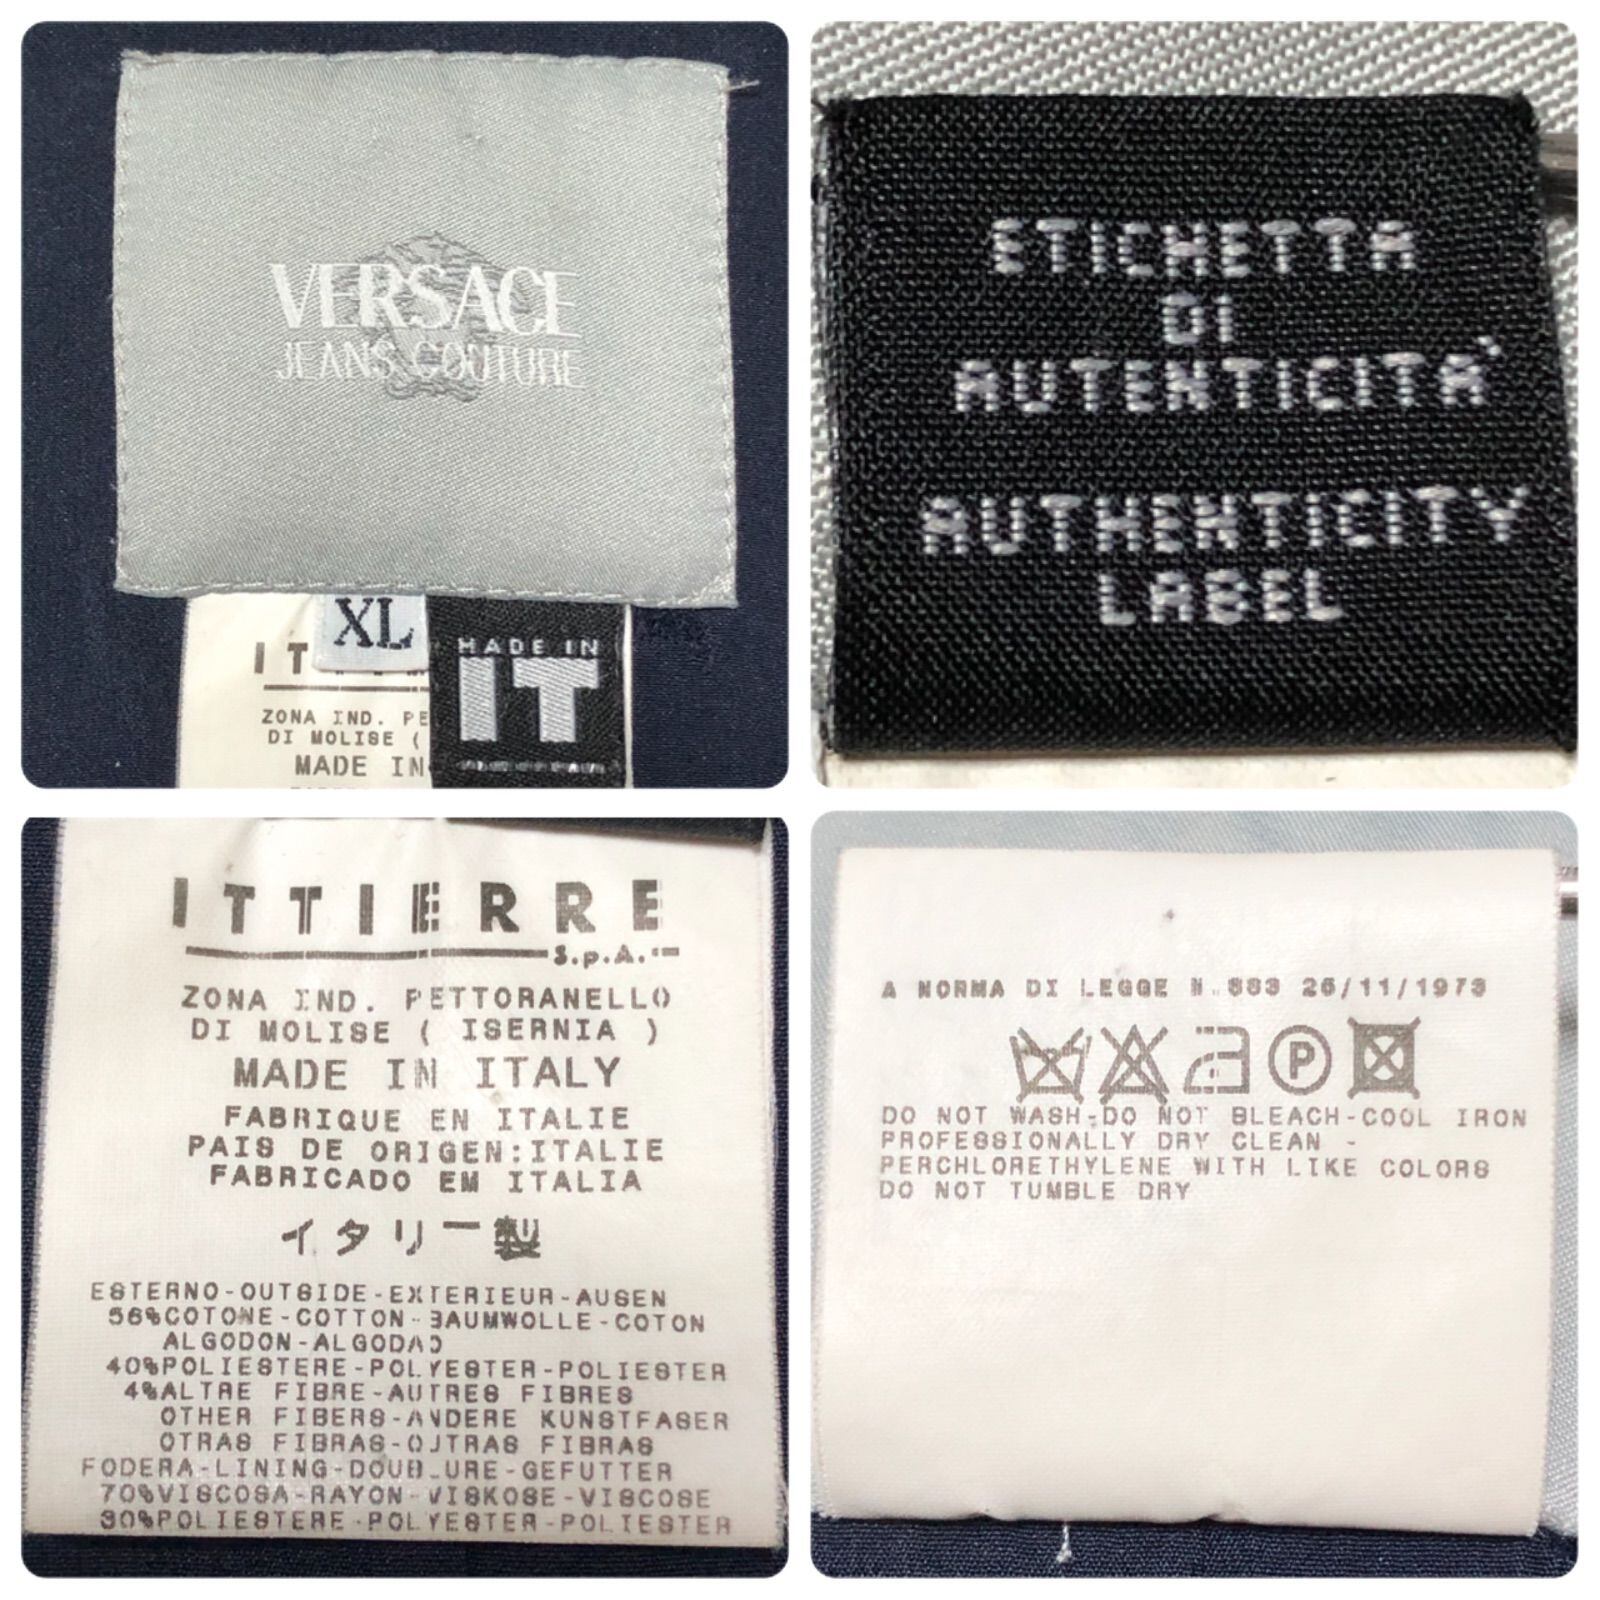 VERSACE
JEANS COUTURE
XL
ZONA IND. PE
DI MOLISE (
MADE IN
MADE IN
IT
ETICHETTA
DI
AUTENTICITA'
AUTHENTICITY
LABEL
ITTIERRE
S.p.A.
ZONA IND. PETTORANELLO
DI MOLISE ( ISERNIA )
MADE IN ITALY
FABRIQUE EN ITALIE
PAIS DE ORIGEN:ITALIE
FABRICADO EM ITALIA
イタリー製
ESTERNO-OUTSIDE-EXTERIEUR-AUSEN
56%COTONE-COTTON-BAUMWOLLE-COTON
ALGODON-ALGODAO
40%POLIESTERE-POLYESTER-POLIESTER
4%ALTRE FIBRE-AUTRES FIBRES
OTHER FIBERS-ANDERE KUNSTFASER
OTRAS FIBRAS-OUTRAS FIBRAS
FODERA-LINING-DOUBLURE-GEFUTTER
70%VISCOSA-RAYON-VISKOSE-VISCOSE
30%POLIESTERE-POLYESTER-POLIESTER
A NORMA DI LEGGE N.883 26/11/1973
P
DO NOT WASH-DO NOT BLEACH-COOL IRON
PROFESSIONALLY DRY CLEAN -
PERCHLORETHYLENE WITH LIKE COLORS
DO NOT TUMBLE DRY